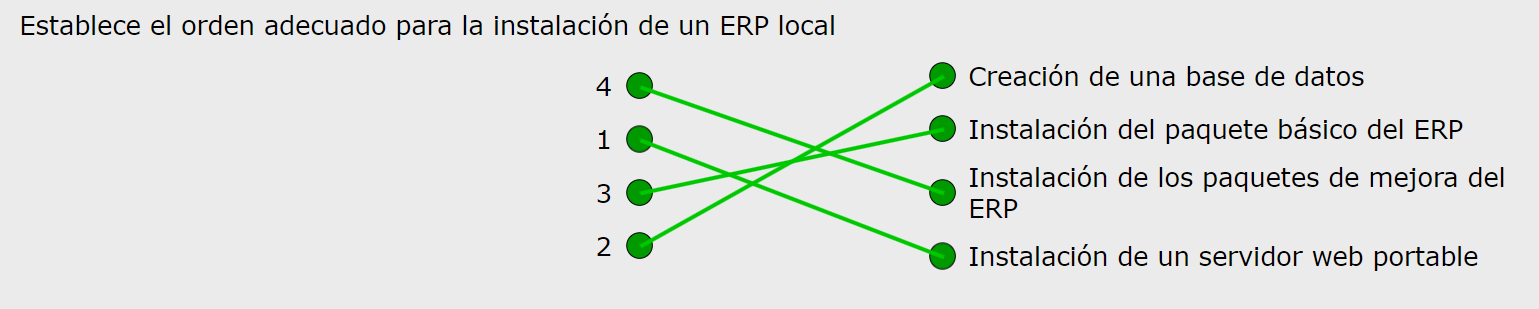 Establece el orden adecuado para la instalación de un ERP local
4
Creación de una base de datos
1
Instalación del paquete básico del ERP
3
Instalación de los paquetes de mejora del
ERP
2
Instalación de un servidor web portable